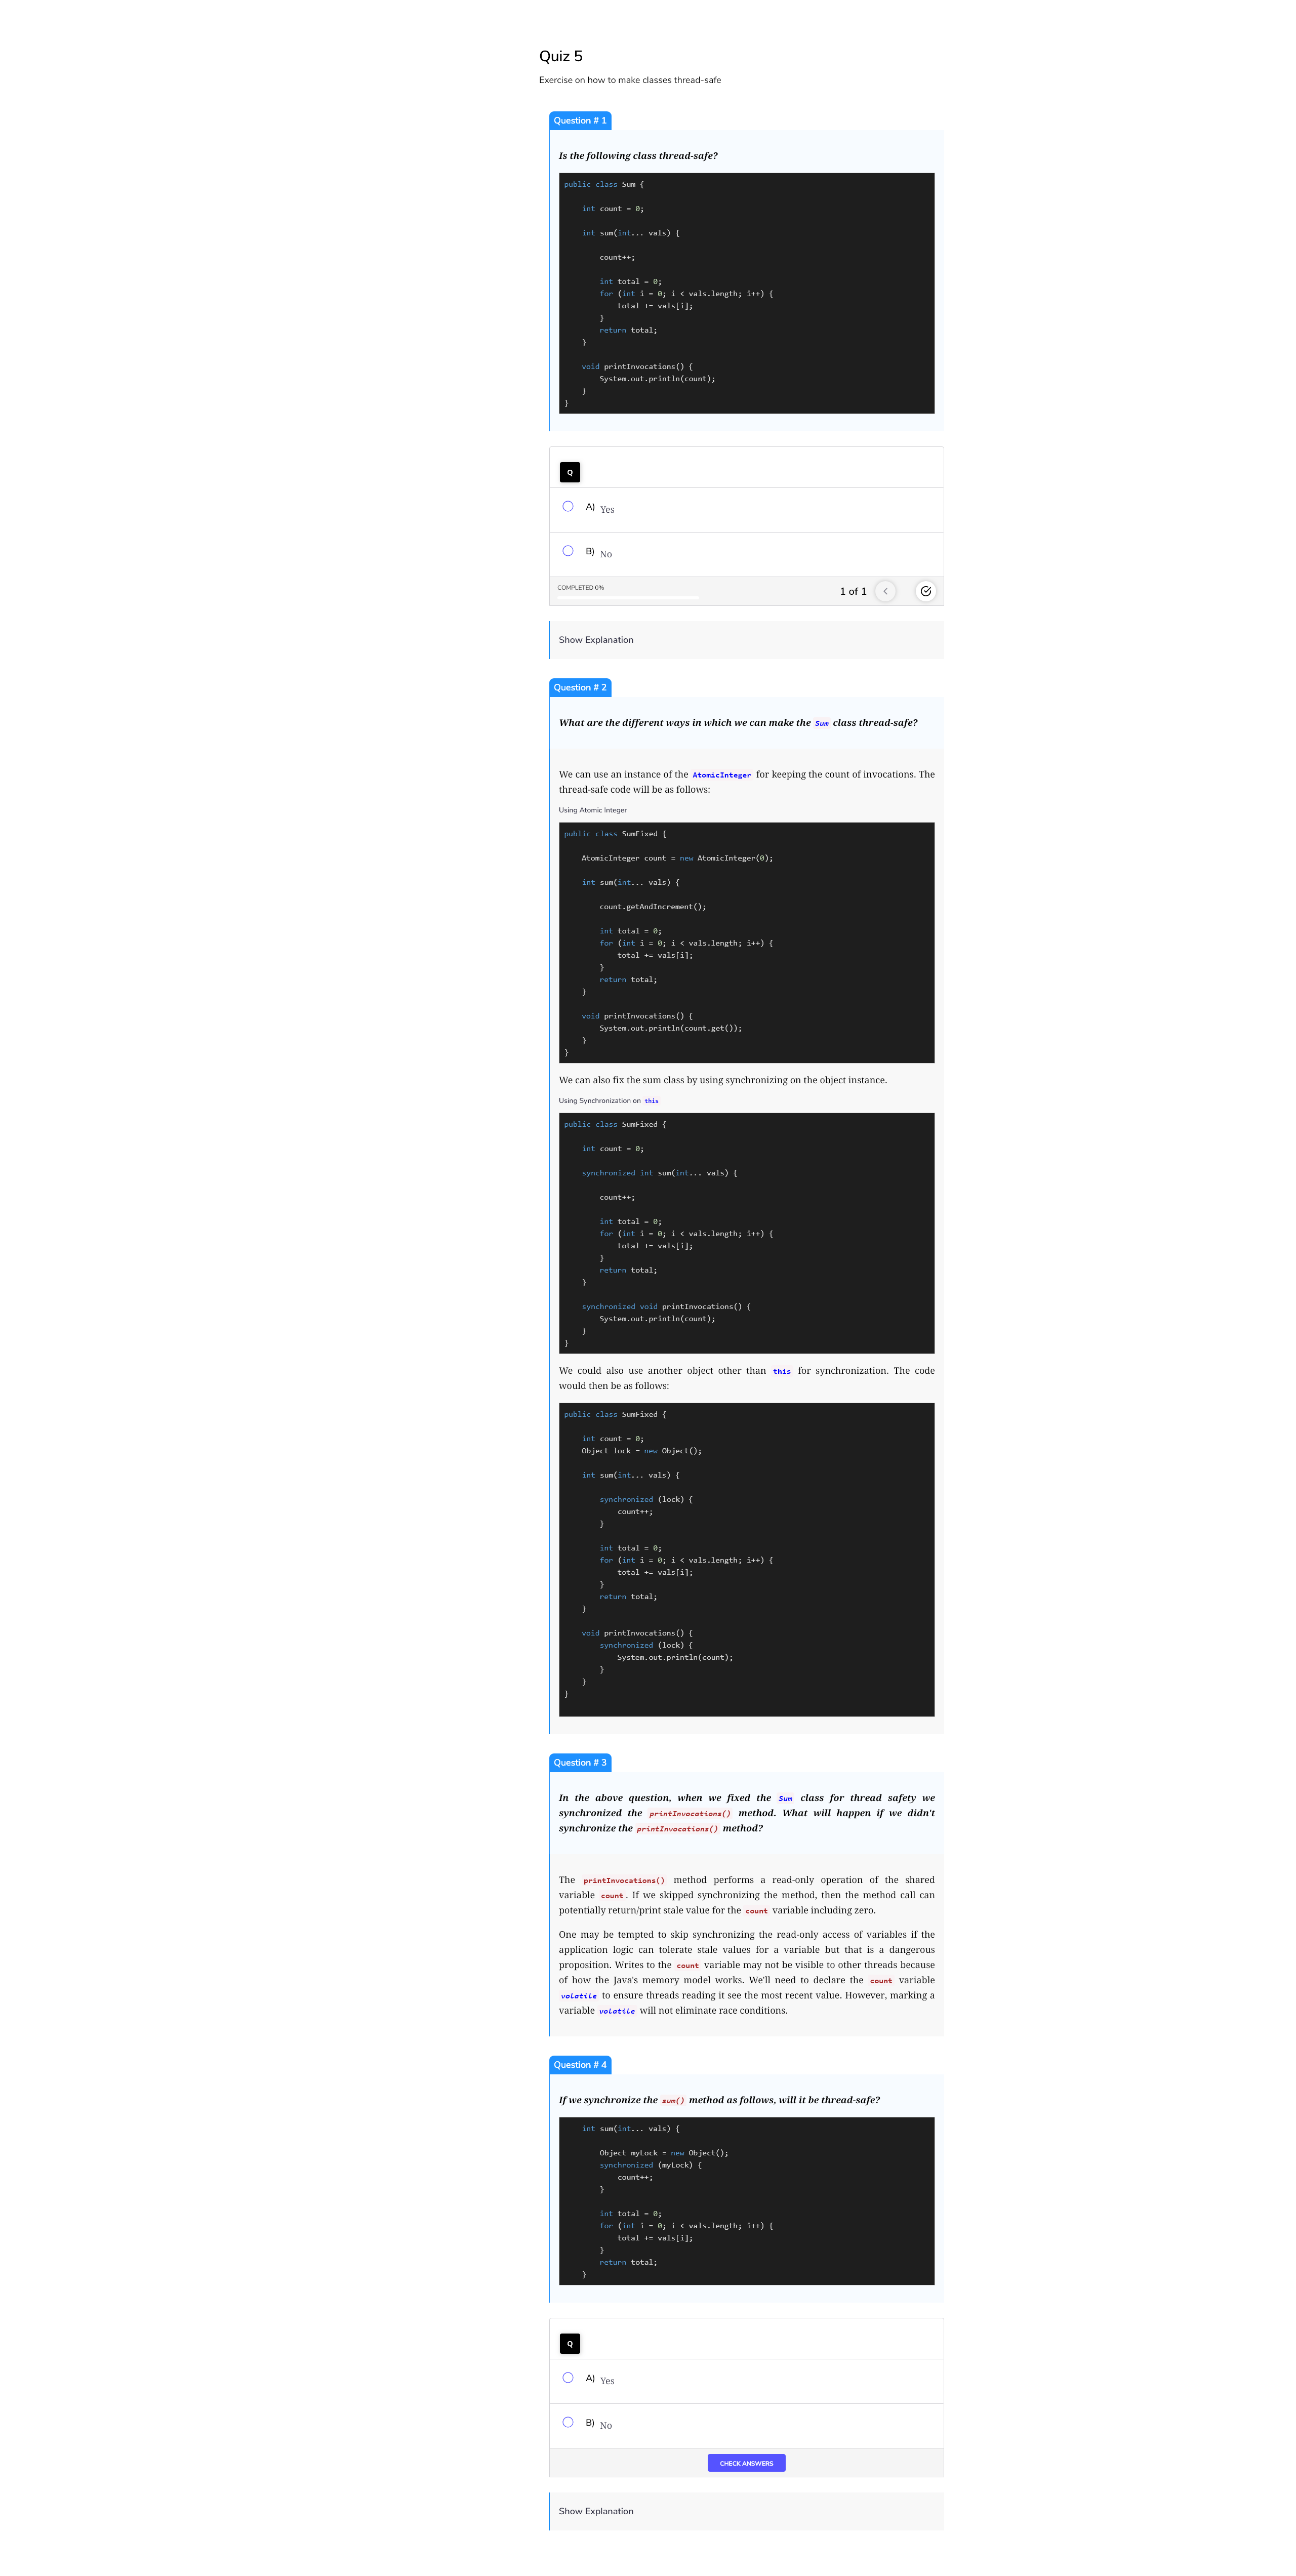 Quiz 5
Exercise on how to make classes thread-safe
Question # 1
Is the following class thread-safe?
public class Sum {
    int count = 0;
    int sum(int... vals) {
        count++;
        int total = 0;
        for (int i = 0; i < vals.length; i++) {
            total += vals[i];
        }
        return total;
    }
    void printInvocations() {
        System.out.println(count);
    }
}
Q
A) Yes
B) No
COMPLETED 0%
1 of 1
Show Explanation
Question # 2
What are the different ways in which we can make the Sum class thread-safe?
We can use an instance of the AtomicInteger for keeping the count of invocations. The
thread-safe code will be as follows:
Using Atomic Integer
public class SumFixed {
    AtomicInteger count = new AtomicInteger(0);
    int sum(int... vals) {
        count.getAndIncrement();
        int total = 0;
        for (int i = 0; i < vals.length; i++) {
            total += vals[i];
        }
        return total;
    }
    void printInvocations() {
        System.out.println(count.get());
    }
}
We can also fix the sum class by using synchronizing on the object instance.
Using Synchronization on this
public class SumFixed {
    int count = 0;
    synchronized int sum(int... vals) {
        count++;
        int total = 0;
        for (int i = 0; i < vals.length; i++) {
            total += vals[i];
        }
        return total;
    }
    synchronized void printInvocations() {
        System.out.println(count);
    }
}
We could also use another object other than this for synchronization. The code
would then be as follows:
public class SumFixed {
    int count = 0;
    Object lock = new Object();
    int sum(int... vals) {
        synchronized (lock) {
            count++;
        }
        int total = 0;
        for (int i = 0; i < vals.length; i++) {
            total += vals[i];
        }
        return total;
    }
    void printInvocations() {
        synchronized (lock) {
            System.out.println(count);
        }
    }
}
Question # 3
In the above question, when we fixed the Sum class for thread safety we
synchronized the printInvocations() method. What will happen if we didn't
synchronize the printInvocations() method?
The printInvocations() method performs a read-only operation of the shared
variable count. If we skipped synchronizing the method, then the method call can
potentially return/print stale value for the count variable including zero.
One may be tempted to skip synchronizing the read-only access of variables if the
application logic can tolerate stale values for a variable but that is a dangerous
proposition. Writes to the count variable may not be visible to other threads because
of how the Java's memory model works. We'll need to declare the count variable
volatile to ensure threads reading it see the most recent value. However, marking a
variable volatile will not eliminate race conditions.
Question # 4
If we synchronize the sum() method as follows, will it be thread-safe?
    int sum(int... vals) {
        Object myLock = new Object();
        synchronized (myLock) {
            count++;
        }
        int total = 0;
        for (int i = 0; i < vals.length; i++) {
            total += vals[i];
        }
        return total;
    }
Q
A) Yes
B) No
CHECK ANSWERS
Show Explanation